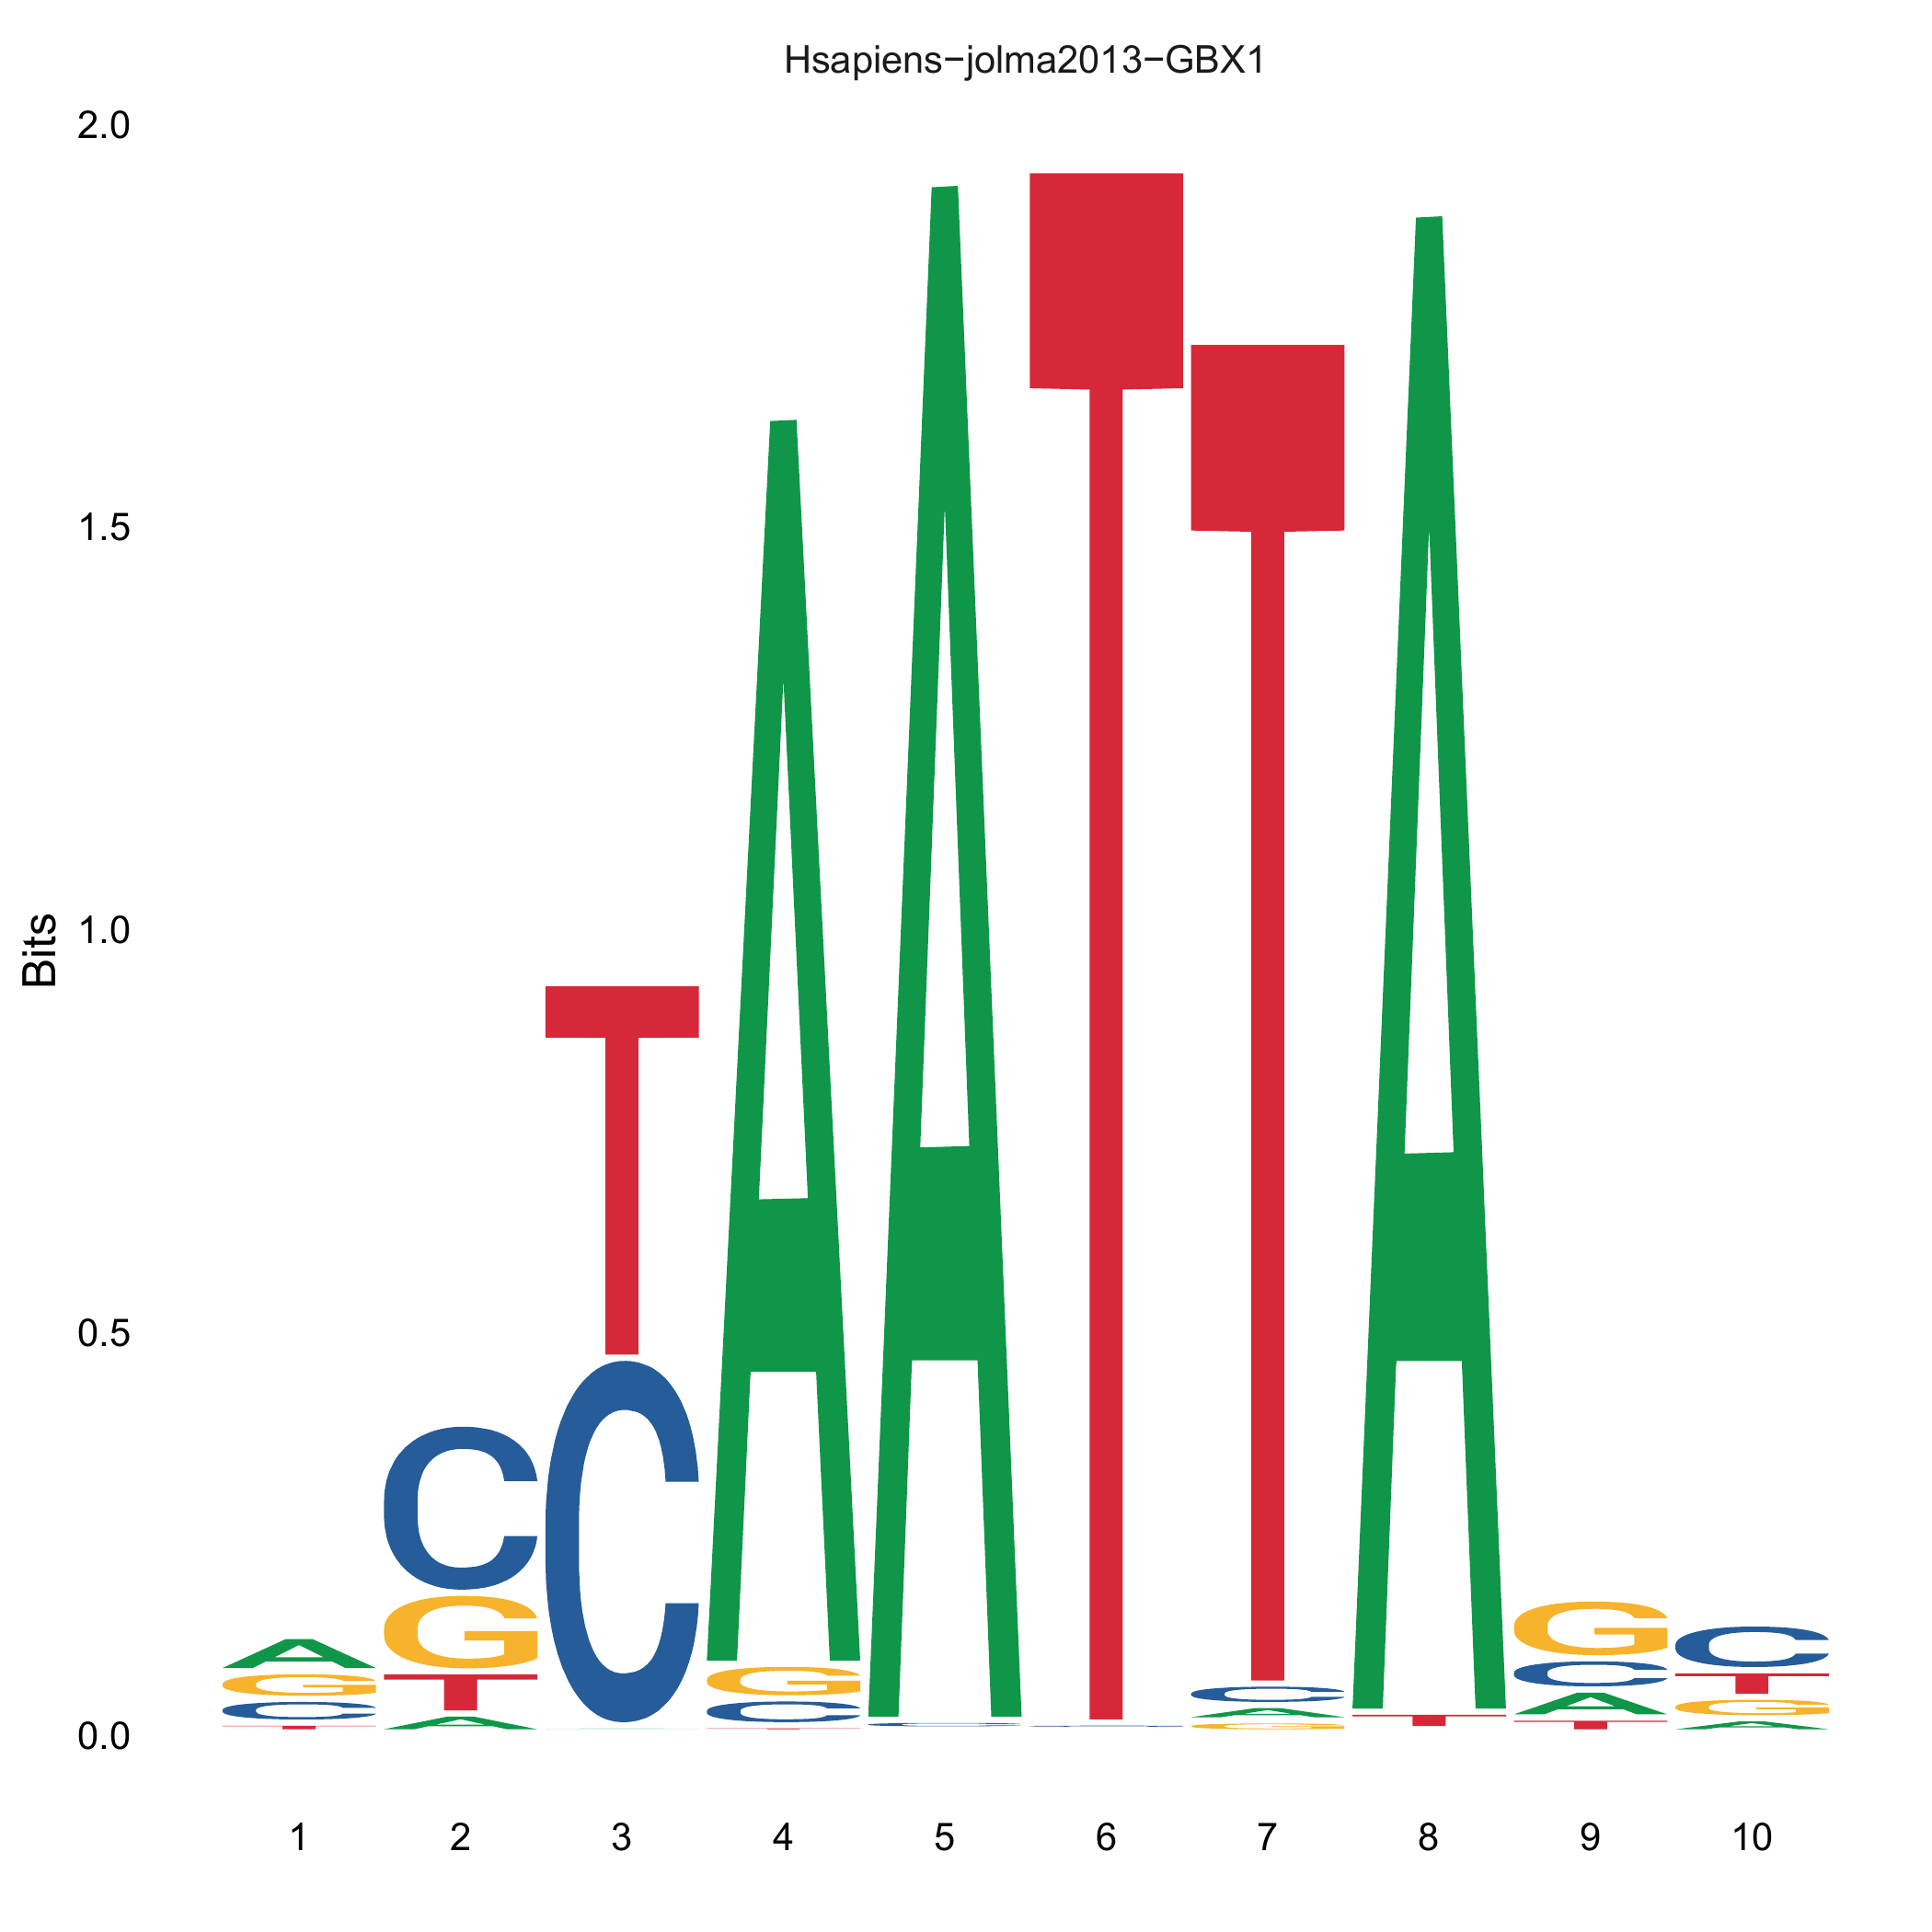 Hsapiens−jolma2013−GBX1
2.0
1.5
1.0
0.5
0.0
Bits
A C T A A T T A G C
G G C G C C C T C T
C T C T A A G
T A G T A
1 2 3 4 5 6 7 8 9 10